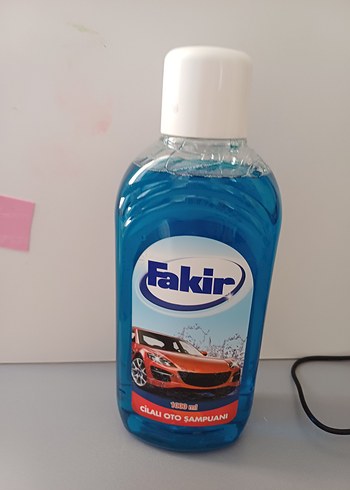 Fakir
1000 ml
CİLALI OTO ŞAMPUANI